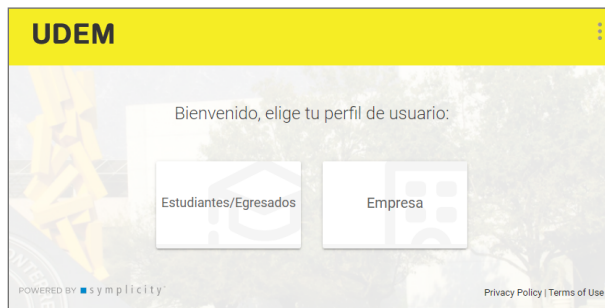 UDEM
Bienvenido, elige tu perfil de usuario:
Estudiantes/Egresados
Empresa
POWERED BY symplicity
Privacy Policy | Terms of Use